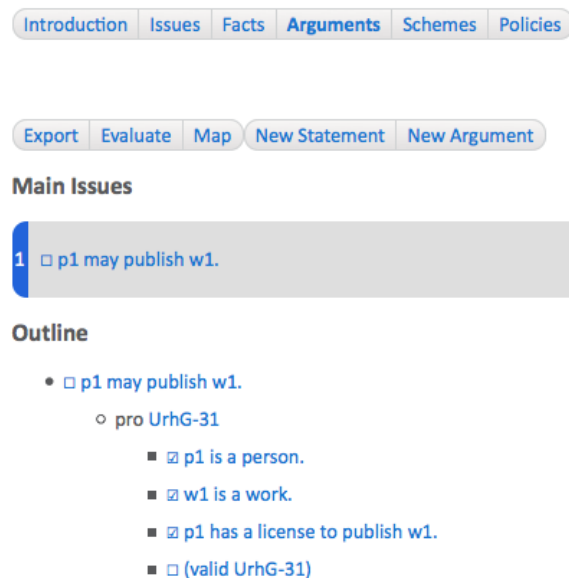 Introduction Issues Facts Arguments Schemes Policies
Export Evaluate Map New Statement New Argument
Main Issues
1 ☐ p1 may publish w1.
Outline
• ☐ p1 may publish w1.
○ pro UrhG-31
▪ ☑ p1 is a person.
▪ ☑ w1 is a work.
▪ ☑ p1 has a license to publish w1.
▪ ☐ (valid UrhG-31)